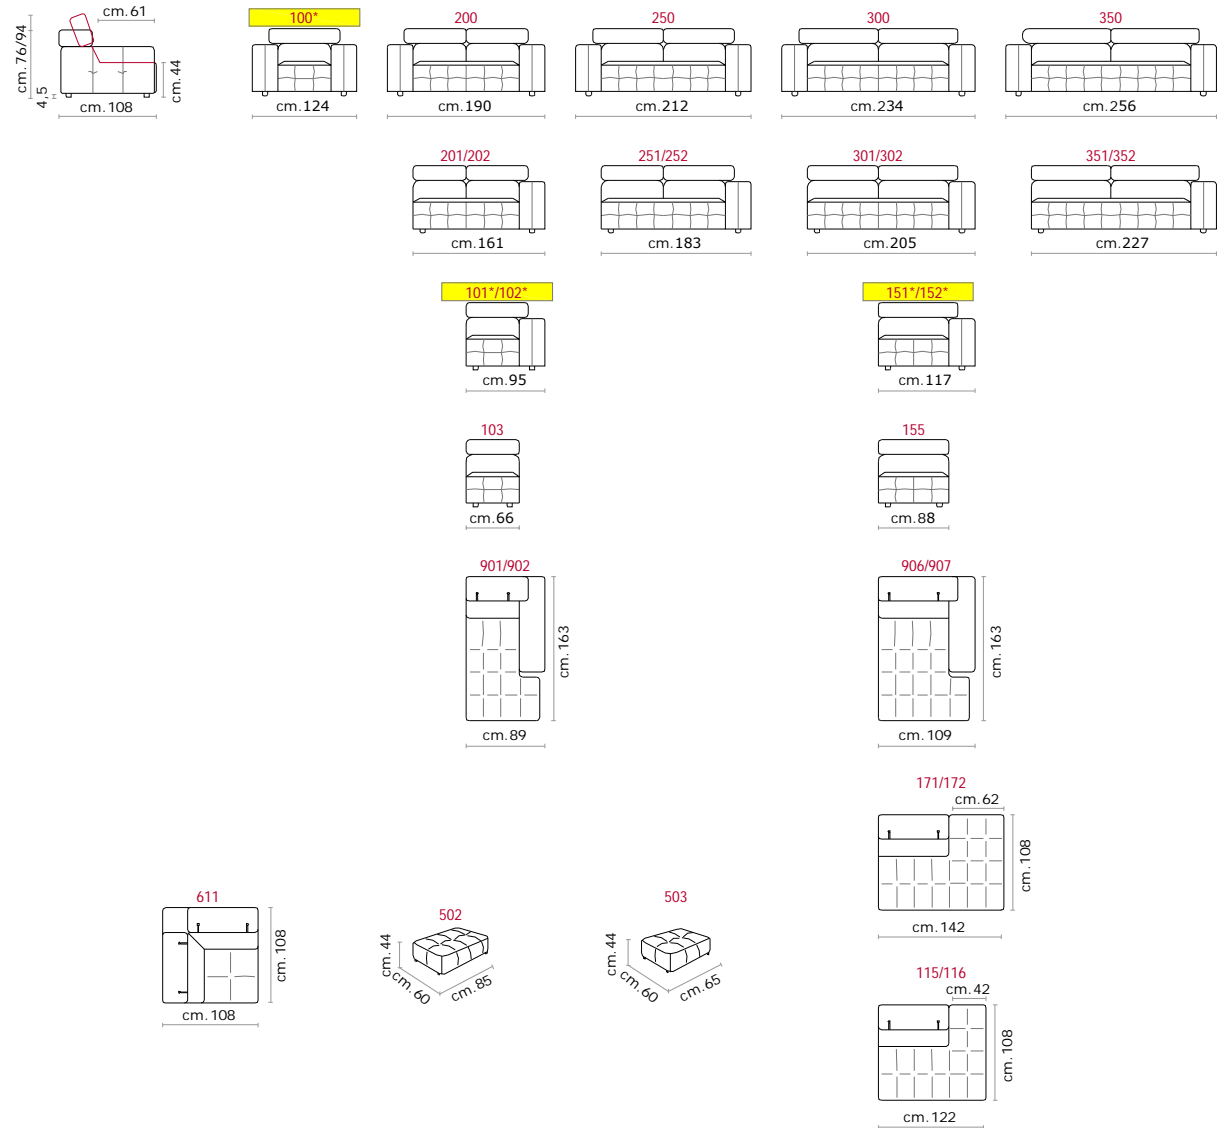 cm.61
cm.76/94
4,5
cm.44
cm.108
100*
cm.124
200
cm.190
250
cm.212
300
cm.234
350
cm.256
201/202
cm.161
251/252
cm.183
301/302
cm.205
351/352
cm.227
101*/102*
cm.95
151*/152*
cm.117
103
cm.66
155
cm.88
901/902
cm.163
cm.89
906/907
cm.163
cm.109
171/172
cm.62
cm.108
cm.142
611
cm.108
cm.108
502
cm.44
cm.60
cm.85
503
cm.44
cm.60
cm.65
115/116
cm.42
cm.108
cm.122